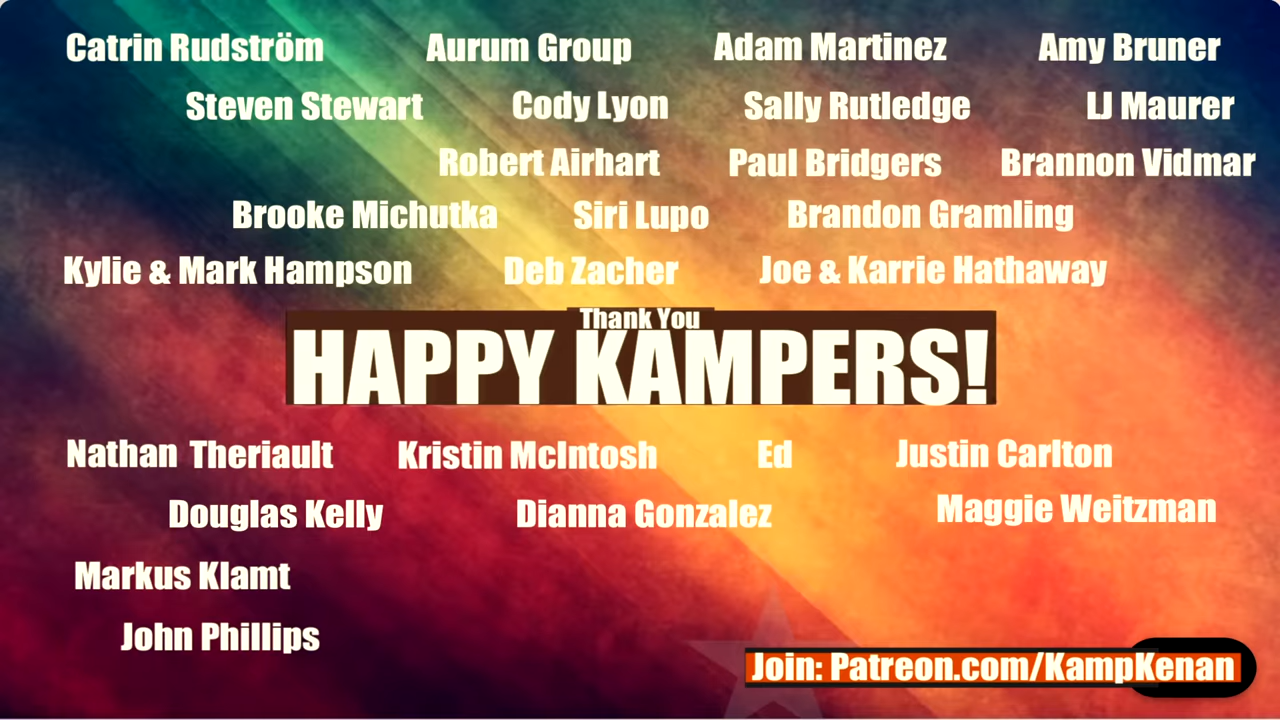 Catrin Rudström Aurum Group Adam Martinez Amy Bruner
Steven Stewart Cody Lyon Sally Rutledge LJ Maurer
Robert Airhart Paul Bridgers Brannon Vidmar
Brooke Michutka Siri Lupo Brandon Gramling
Kylie & Mark Hampson Deb Zacher Joe & Karrie Hathaway
Thank You
HAPPY KAMPERS!
Nathan Theriault Kristin McIntosh Ed Justin Carlton
Douglas Kelly Dianna Gonzalez Maggie Weitzman
Markus Klamt
John Phillips
Join: Patreon.com/KampKenan